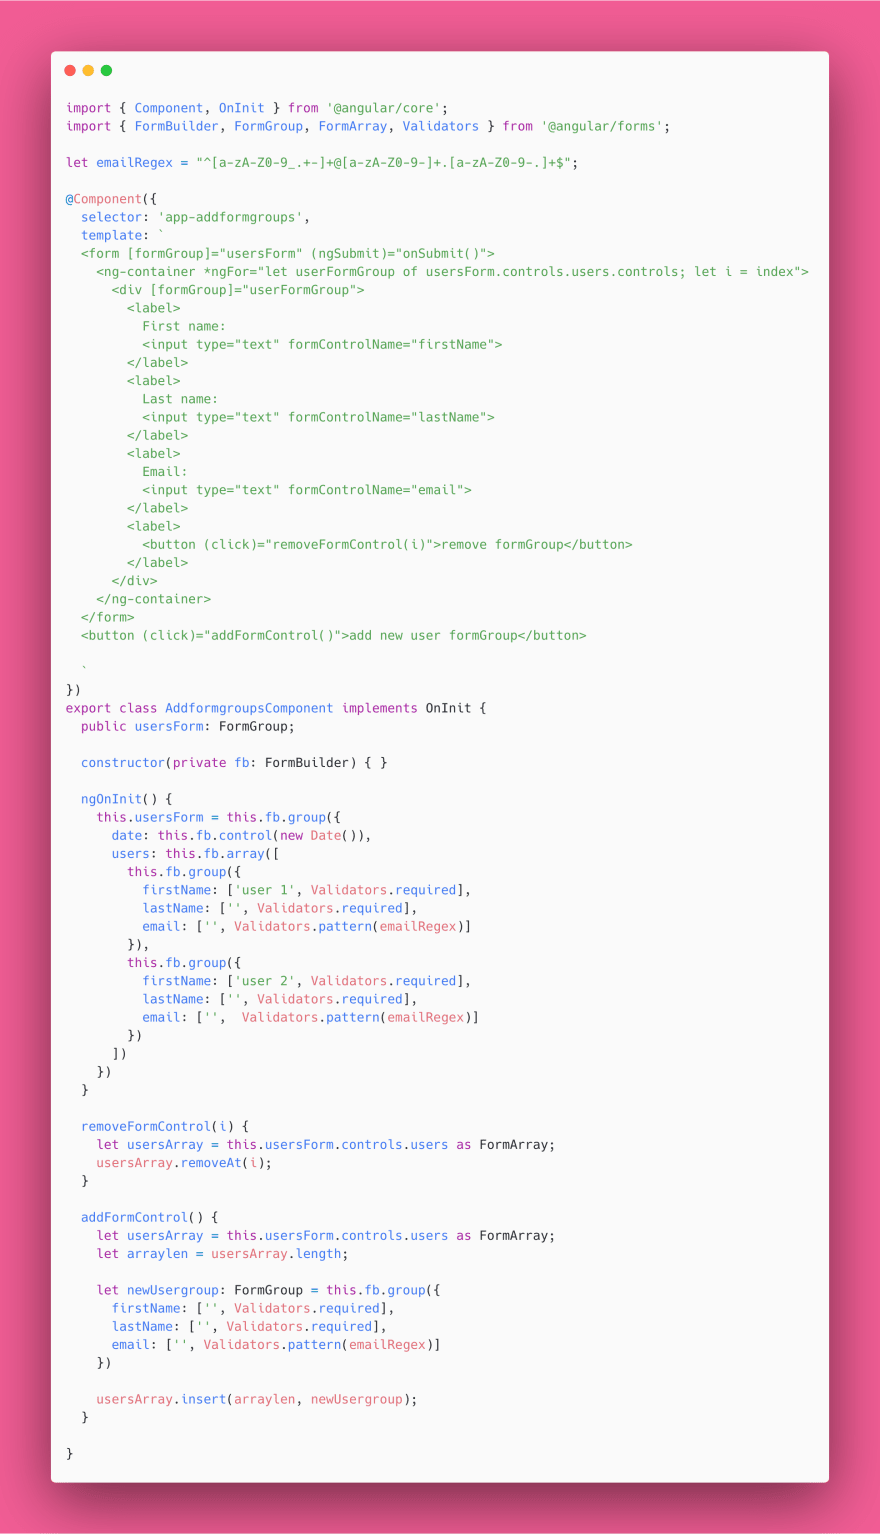 import { Component, OnInit } from '@angular/core';
import { FormBuilder, FormGroup, FormArray, Validators } from '@angular/forms';

let emailRegex = "^[a-zA-Z0-9_.+-]+@[a-zA-Z0-9-]+.[a-zA-Z0-9-.]+$";

@Component({
  selector: 'app-addformgroups',
  template: `
  <form [formGroup]="usersForm" (ngSubmit)="onSubmit()">
    <ng-container *ngFor="let userFormGroup of usersForm.controls.users.controls; let i = index">
      <div [formGroup]="userFormGroup">
        <label>
          First name:
          <input type="text" formControlName="firstName">
        </label>
        <label>
          Last name:
          <input type="text" formControlName="lastName">
        </label>
        <label>
          Email:
          <input type="text" formControlName="email">
        </label>
        <label>
          <button (click)="removeFormControl(i)">remove formGroup</button>
        </label>
      </div>
    </ng-container>
  </form>
  <button (click)="addFormControl()">add new user formGroup</button>

  `
})
export class AddformgroupsComponent implements OnInit {
  public usersForm: FormGroup;

  constructor(private fb: FormBuilder) { }

  ngOnInit() {
    this.usersForm = this.fb.group({
      date: this.fb.control(new Date()),
      users: this.fb.array([
        this.fb.group({
          firstName: ['user 1', Validators.required],
          lastName: ['', Validators.required],
          email: ['', Validators.pattern(emailRegex)]
        }),
        this.fb.group({
          firstName: ['user 2', Validators.required],
          lastName: ['', Validators.required],
          email: ['',  Validators.pattern(emailRegex)]
        })
      ])
    })
  }

  removeFormControl(i) {
    let usersArray = this.usersForm.controls.users as FormArray;
    usersArray.removeAt(i);
  }

  addFormControl() {
    let usersArray = this.usersForm.controls.users as FormArray;
    let arraylen = usersArray.length;

    let newUsergroup: FormGroup = this.fb.group({
      firstName: ['', Validators.required],
      lastName: ['', Validators.required],
      email: ['', Validators.pattern(emailRegex)]
    })

    usersArray.insert(arraylen, newUsergroup);
  }

}